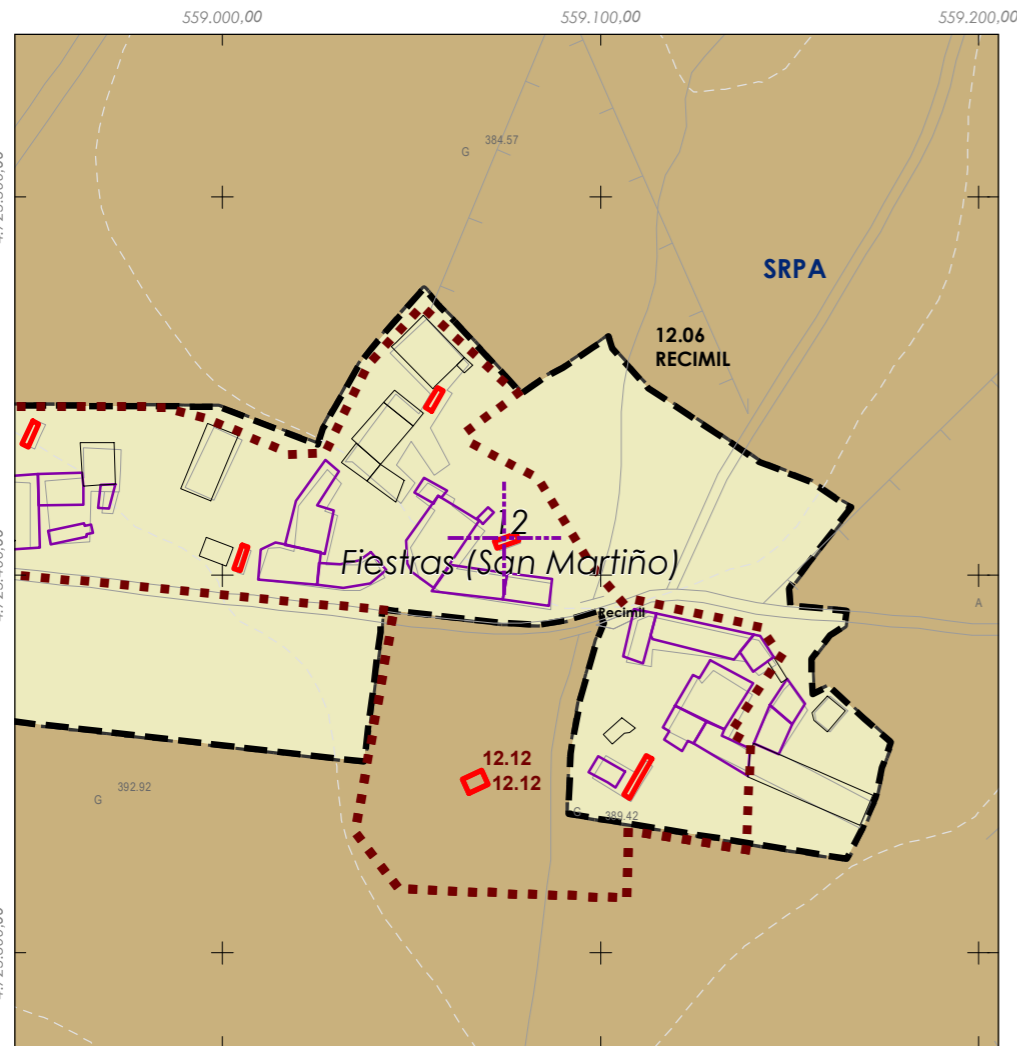 559.000,00
559.100,00
559.200,00
384.57
G
SRPA
12.06
RECIMIL
12
Fiestras (San Martiño)
Recimil
A
12.12
12.12
392.92
G
G
389.42